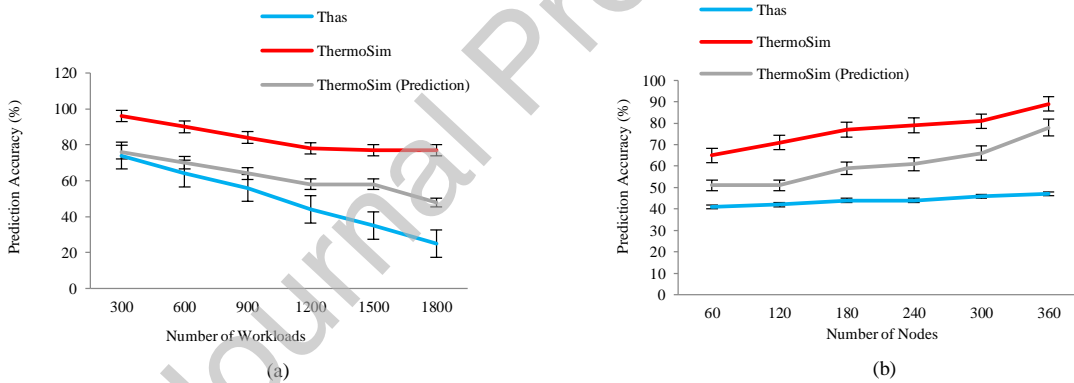 Thas
ThermoSim
ThermoSim (Prediction)
120
100
80
60
40
20
0
Prediction Accuracy (%)
300 600 900 1200 1500 1800
Number of Workloads
(a)
Thas
ThermoSim
ThermoSim (Prediction)
100
90
80
70
60
50
40
30
20
10
0
Prediction Accuracy (%)
60 120 180 240 300 360
Number of Nodes
(b)
Journal Pr